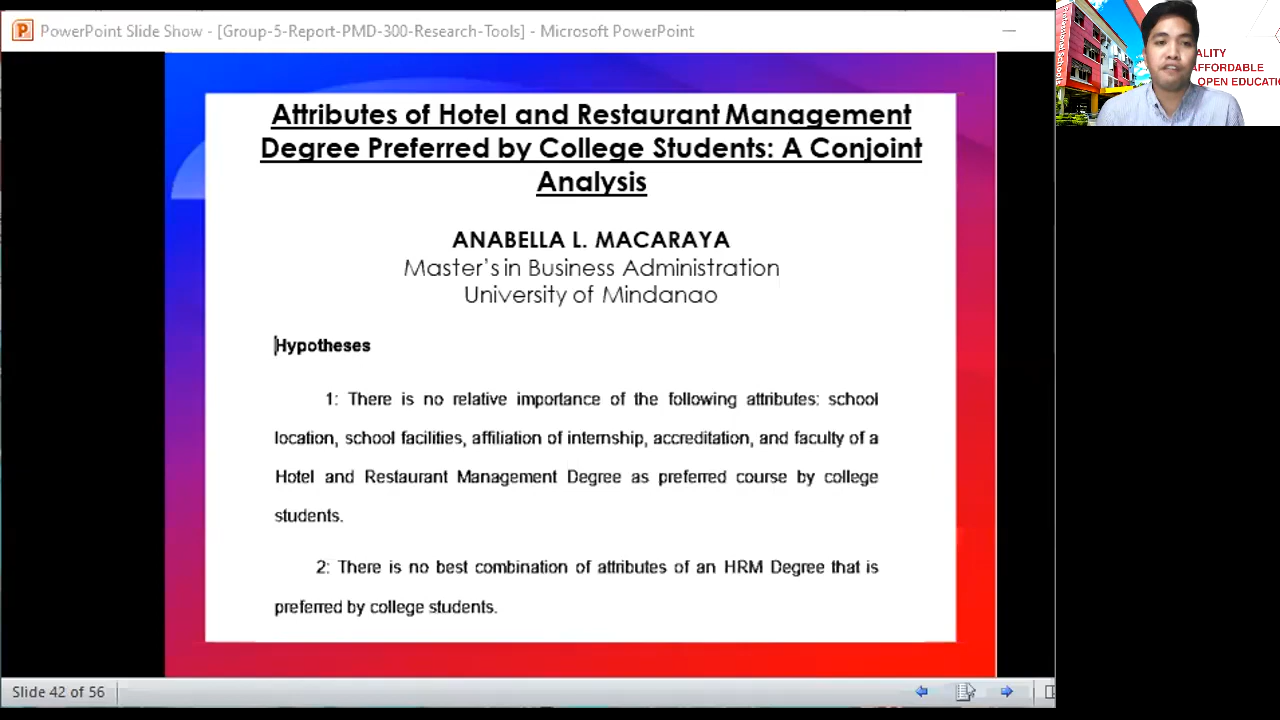 PowerPoint Slide Show - [Group-5-Report-PMD-300-Research-Tools] - Microsoft PowerPoint
Attributes of Hotel and Restaurant Management
Degree Preferred by College Students: A Conjoint
Analysis
ANABELLA L. MACARAYA
Master's in Business Administration
University of Mindanao
Hypotheses
1: There is no relative importance of the following attributes: school
location, school facilities, affiliation of internship, accreditation, and faculty of a
Hotel and Restaurant Management Degree as preferred course by college
students.
2: There is no best combination of attributes of an HRM Degree that is
preferred by college students.
Slide 42 of 56
ALITY
AFFORDABLE
OPEN EDUCATI